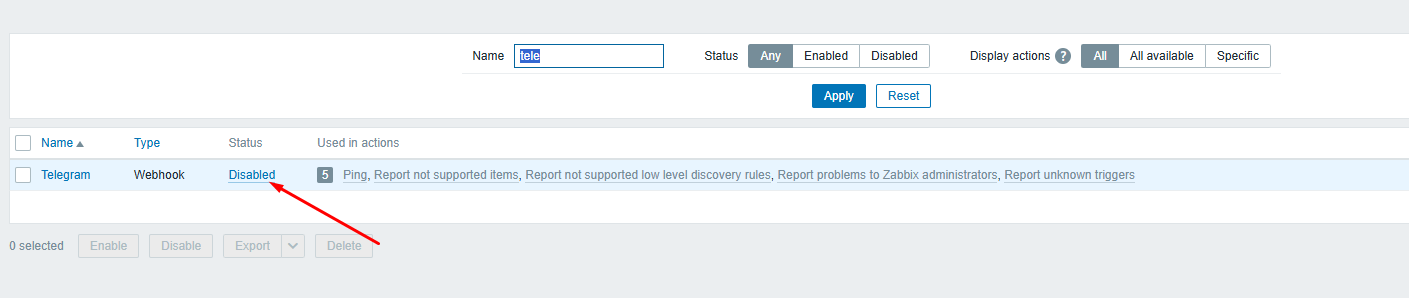 Name tele Status Any Enabled Disabled Display actions ? All All available Specific
Apply Reset
Name Type Status Used in actions
Telegram Webhook Disabled 5 Ping, Report not supported items, Report not supported low level discovery rules, Report problems to Zabbix administrators, Report unknown triggers
0 selected Enable Disable Export Delete